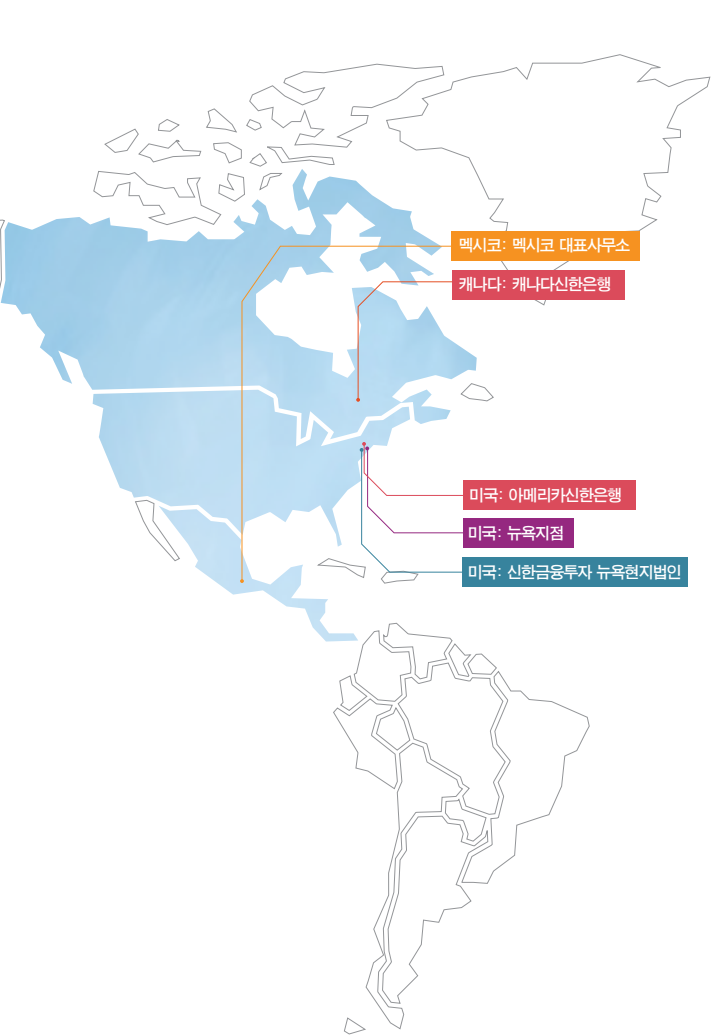 멕시코: 멕시코 대표사무소
캐나다: 캐나다신한은행
미국: 아메리카신한은행
미국: 뉴욕지점
미국: 신한금융투자 뉴욕현지법인